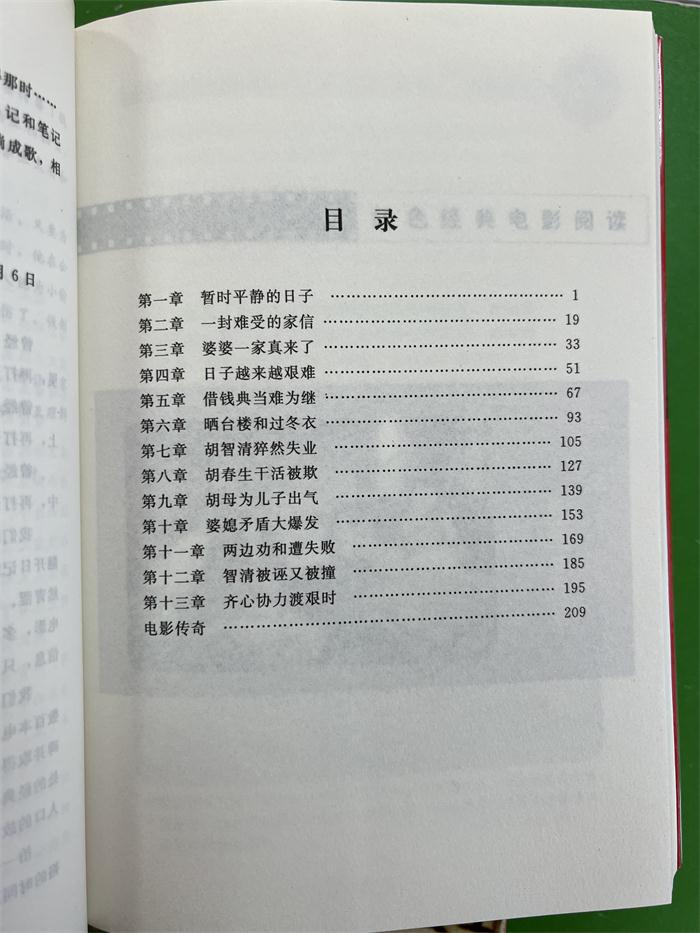 那时……
记和笔记
成歌，相
月6日
目 录
色经典电影阅读
第一章 暂时平静的日子 …………………………………… 1
第二章 一封难受的家信 …………………………………… 19
第三章 婆婆一家真来了 …………………………………… 33
第四章 日子越来越艰难 …………………………………… 51
第五章 借钱典当难为继 …………………………………… 67
第六章 晒台楼和过冬衣 …………………………………… 93
第七章 胡智清猝然失业 …………………………………… 105
第八章 胡春生干活被欺 …………………………………… 127
第九章 胡母为儿子出气 …………………………………… 139
第十章 婆媳矛盾大爆发 …………………………………… 153
第十一章 两边劝和遭失败 ………………………………… 169
第十二章 智清被诬又被撞 ………………………………… 185
第十三章 齐心协力渡艰时 ………………………………… 195
电影传奇 …………………………………………………… 209